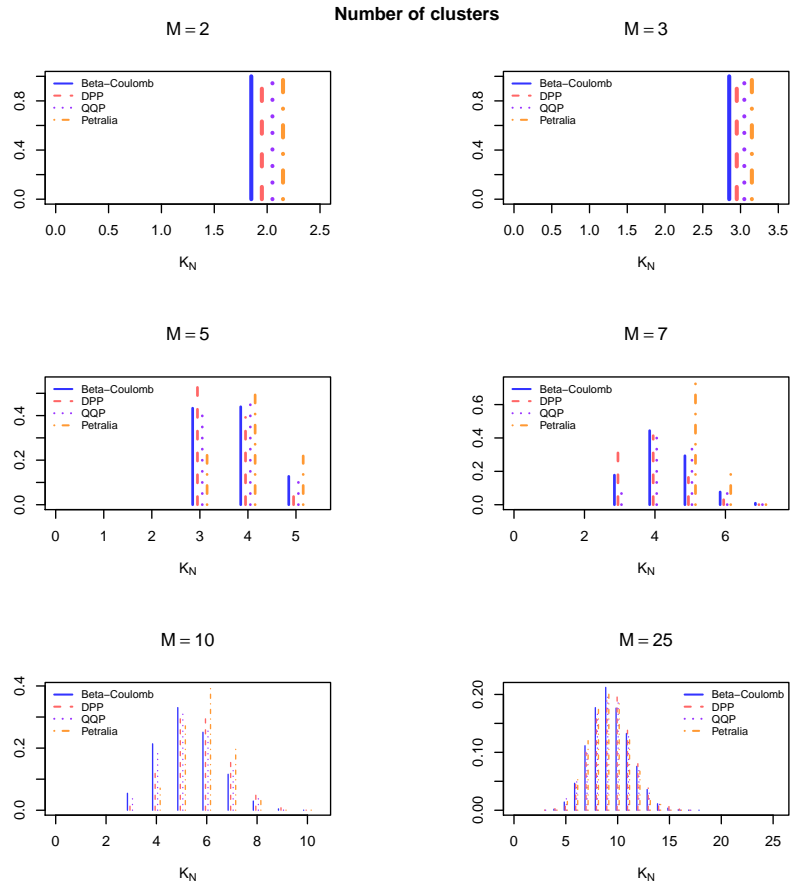 Number of clusters
M = 2
Beta−Coulomb
DPP
QQP
Petralia
0.0 0.4 0.8
0.0 0.5 1.0 1.5 2.0 2.5
K_N
M = 3
Beta−Coulomb
DPP
QQP
Petralia
0.0 0.4 0.8
0.0 0.5 1.0 1.5 2.0 2.5 3.0 3.5
K_N
M = 5
Beta−Coulomb
DPP
QQP
Petralia
0.0 0.2 0.4
0 1 2 3 4 5
K_N
M = 7
Beta−Coulomb
DPP
QQP
Petralia
0.0 0.2 0.4 0.6
0 2 4 6
K_N
M = 10
Beta−Coulomb
DPP
QQP
Petralia
0.0 0.2 0.4
0 2 4 6 8 10
K_N
M = 25
Beta−Coulomb
DPP
QQP
Petralia
0.00 0.10 0.20
0 5 10 15 20 25
K_N